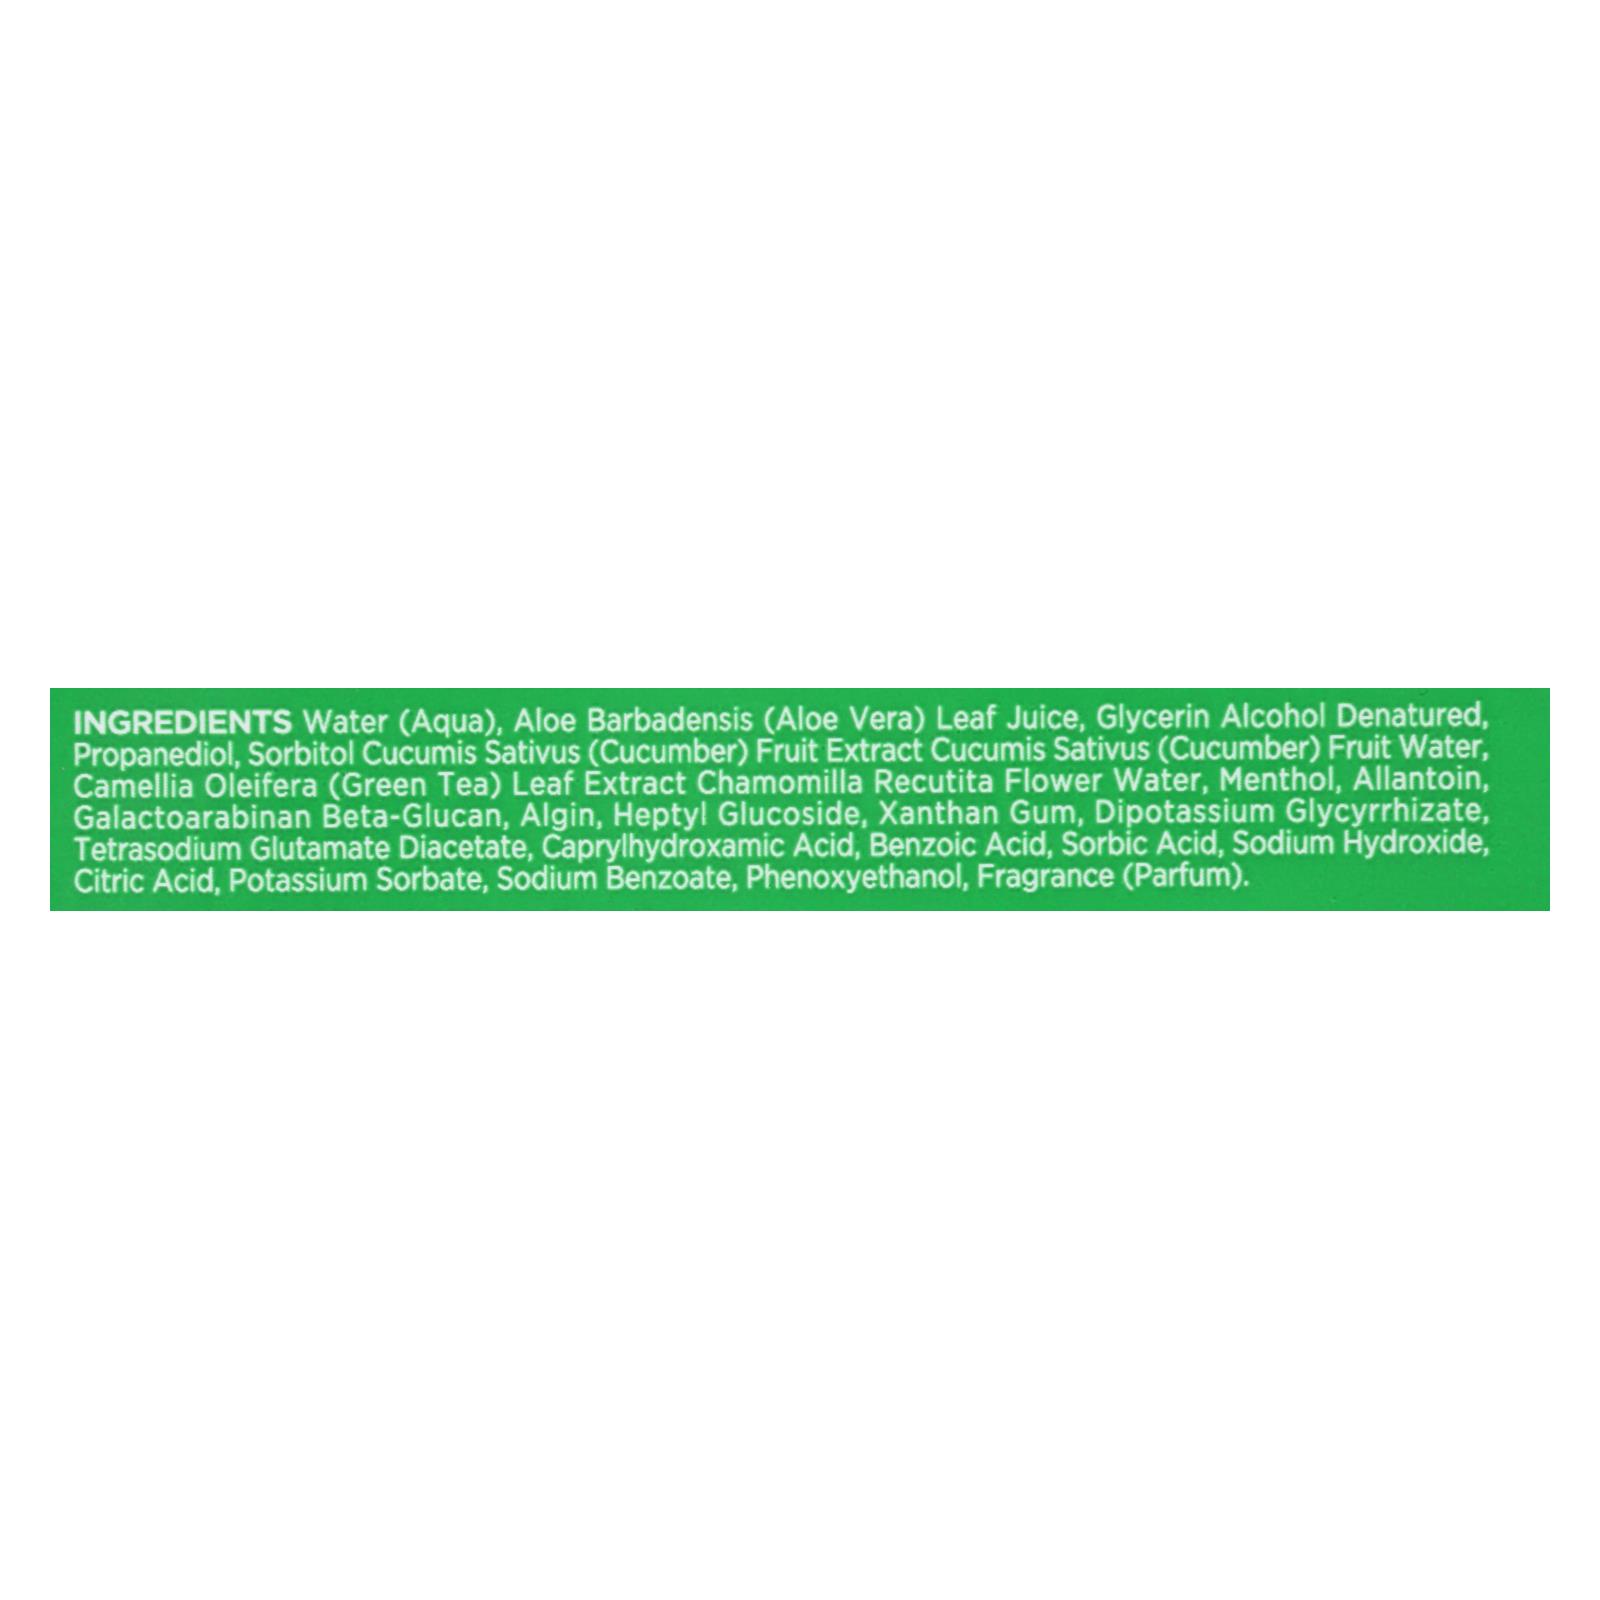 INGREDIENTS Water (Aqua), Aloe Barbadensis (Aloe Vera) Leaf Juice, Glycerin Alcohol Denatured,
Propanediol, Sorbitol Cucumis Sativus (Cucumber) Fruit Extract Cucumis Sativus (Cucumber) Fruit Water,
Camellia Oleifera (Green Tea) Leaf Extract Chamomilla Recutita Flower Water, Menthol, Allantoin,
Galactoarabinan Beta-Glucan, Algin, Heptyl Glucoside, Xanthan Gum, Dipotassium Glycyrrhizate,
Tetrasodium Glutamate Diacetate, Caprylhydroxamic Acid, Benzoic Acid, Sorbic Acid, Sodium Hydroxide,
Citric Acid, Potassium Sorbate, Sodium Benzoate, Phenoxyethanol, Fragrance (Parfum).